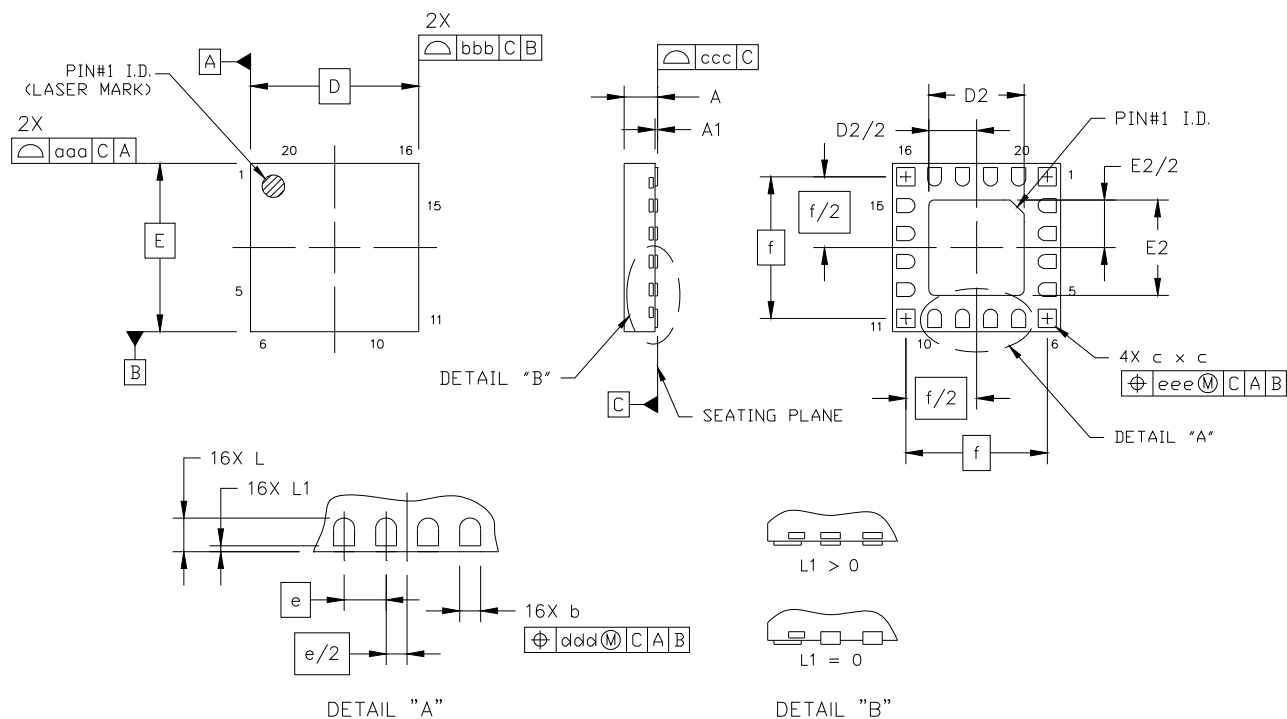 2X
bbb C B
A
D
PIN#1 I.D.
(LASER MARK)
2X
aaa C A
20
16
1
15
E
5
11
6
10
B
ccc C
A
A1
DETAIL "B"
C
SEATING PLANE
D2
D2/2
PIN#1 I.D.
16
20
E2/2
1
15
f/2
f
E2
5
11
10
6
4X c x c
⌖ eee Ⓜ C A B
f/2
DETAIL "A"
f
16X L
16X L1
e
16X b
⌖ ddd Ⓜ C A B
e/2
DETAIL "A"
L1 > 0
L1 = 0
DETAIL "B"